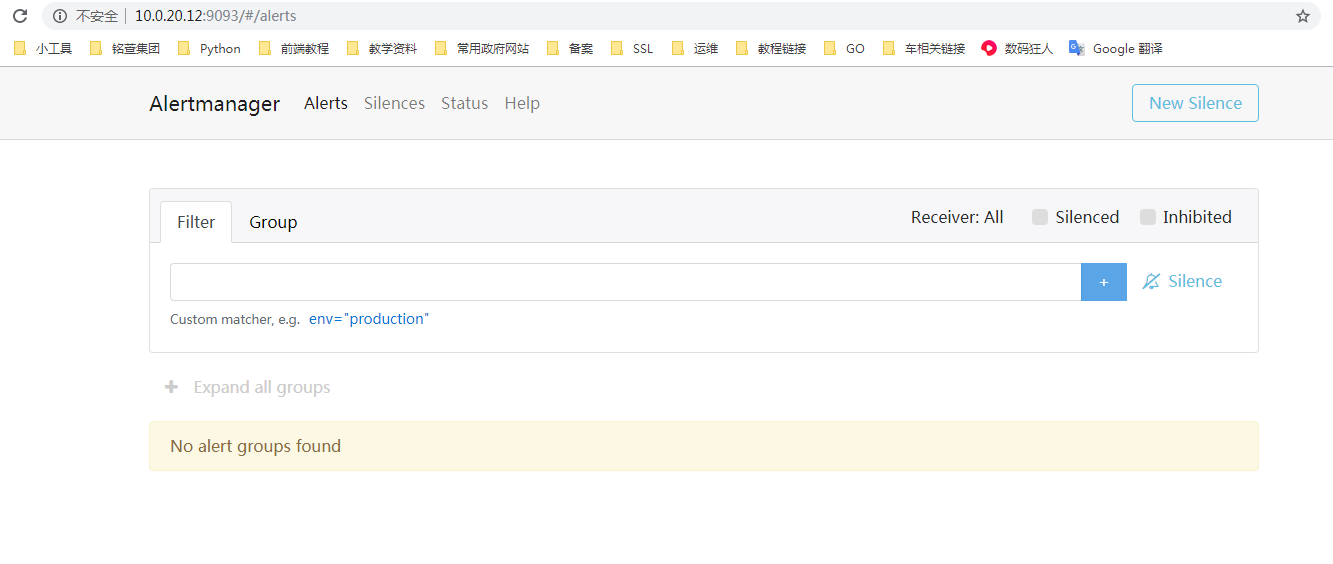 不安全 10.0.20.12:9093/#/alerts
小工具 铭萱集团 Python 前端教程 教学资料 常用政府网站 备案 SSL 运维 教程链接 GO 车相关链接 数码狂人 Google 翻译
Alertmanager Alerts Silences Status Help New Silence
Filter Group Receiver: All Silenced Inhibited
+ Silence
Custom matcher, e.g. env="production"
+ Expand all groups
No alert groups found